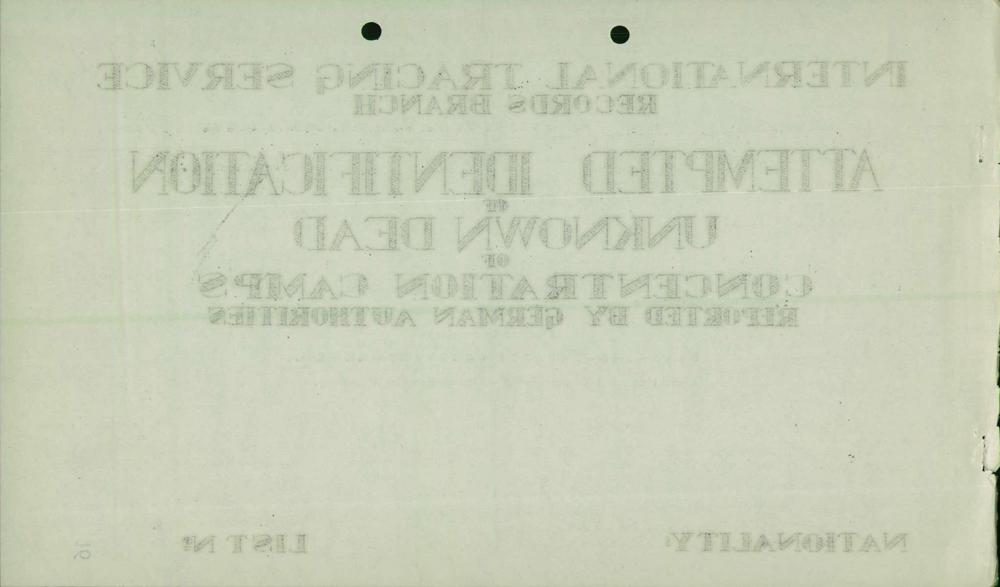 INTERNATIONAL TRACING SERVICE
RECORDS BRANCH
ATTEMPTED IDENTIFICATION
OF
UNKNOWN DEAD
OF
CONCENTRATION CAMPS
REPORTED BY GERMAN AUTHORITIES
NATIONALITY: LIST Nº